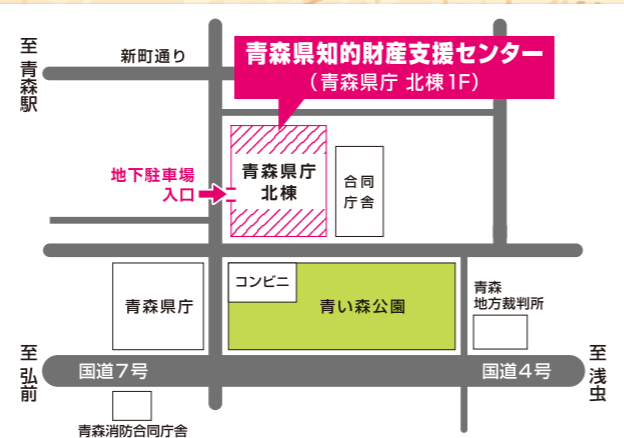 至青森駅
新町通り
青森県知的財産支援センター
（青森県庁 北棟1F）
地下駐車場
入口
青森県庁
北棟
合同
庁舎
コンビニ
青森県庁
青い森公園
青森
地方裁判所
至弘前
国道7号
国道4号
至浅虫
青森消防合同庁舎